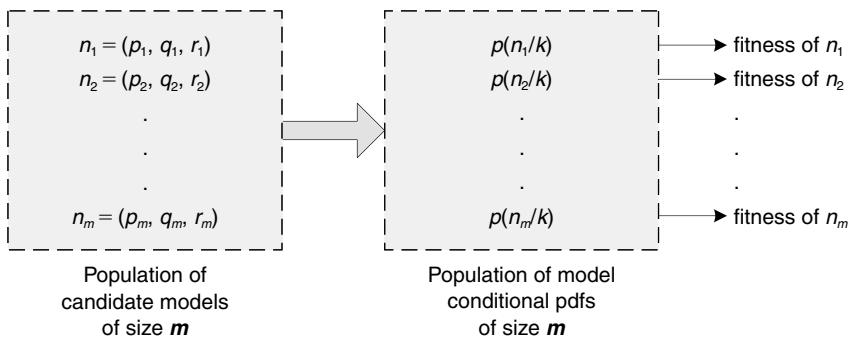 n₁ = (p₁, q₁, r₁)
n₂ = (p₂, q₂, r₂)
.
.
.
nₘ = (pₘ, qₘ, rₘ)
Population of
candidate models
of size m
p(n₁/k)
p(n₂/k)
.
.
.
p(nₘ/k)
Population of model
conditional pdfs
of size m
fitness of n₁
fitness of n₂
.
.
.
fitness of nₘ